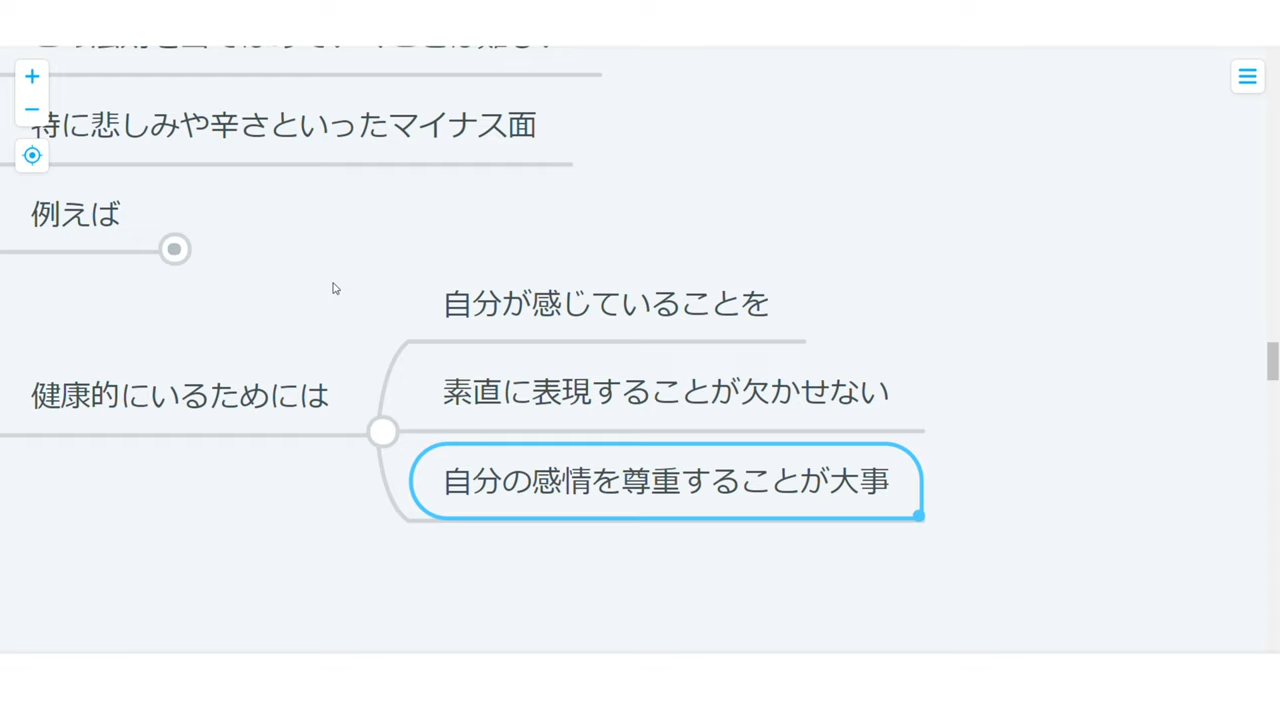 特に悲しみや辛さといったマイナス面
例えば
自分が感じていることを
健康的にいるためには
素直に表現することが欠かせない
自分の感情を尊重することが大事